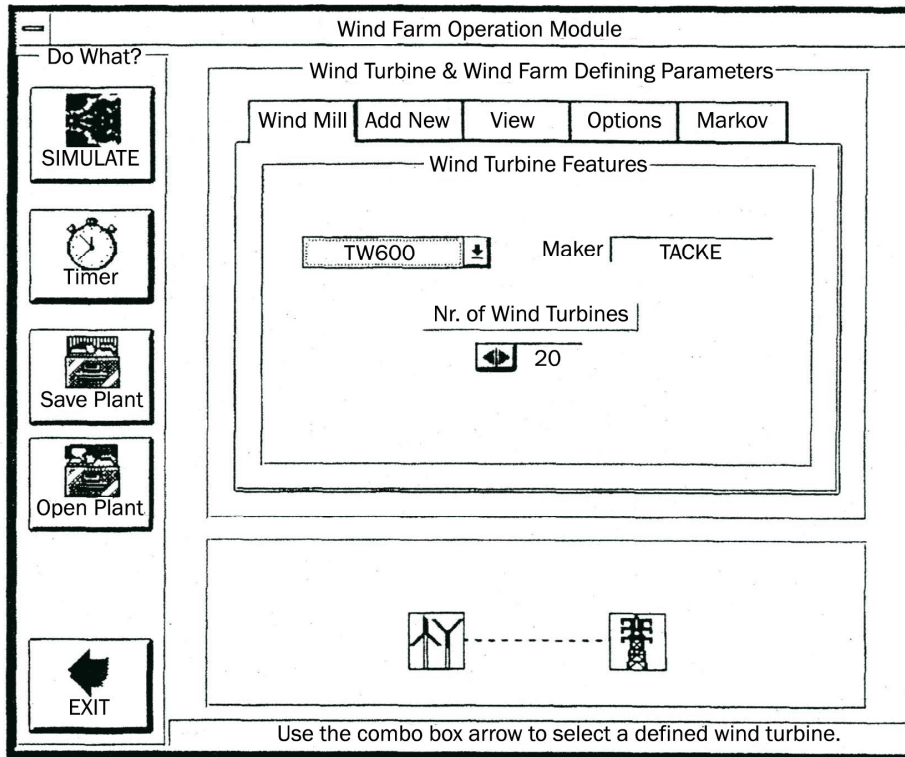 Wind Farm Operation Module
Do What?
SIMULATE
Timer
Save Plant
Open Plant
EXIT
Wind Turbine & Wind Farm Defining Parameters
Wind Mill Add New View Options Markov
Wind Turbine Features
TW600 Maker TACKE
Nr. of Wind Turbines
20
Use the combo box arrow to select a defined wind turbine.